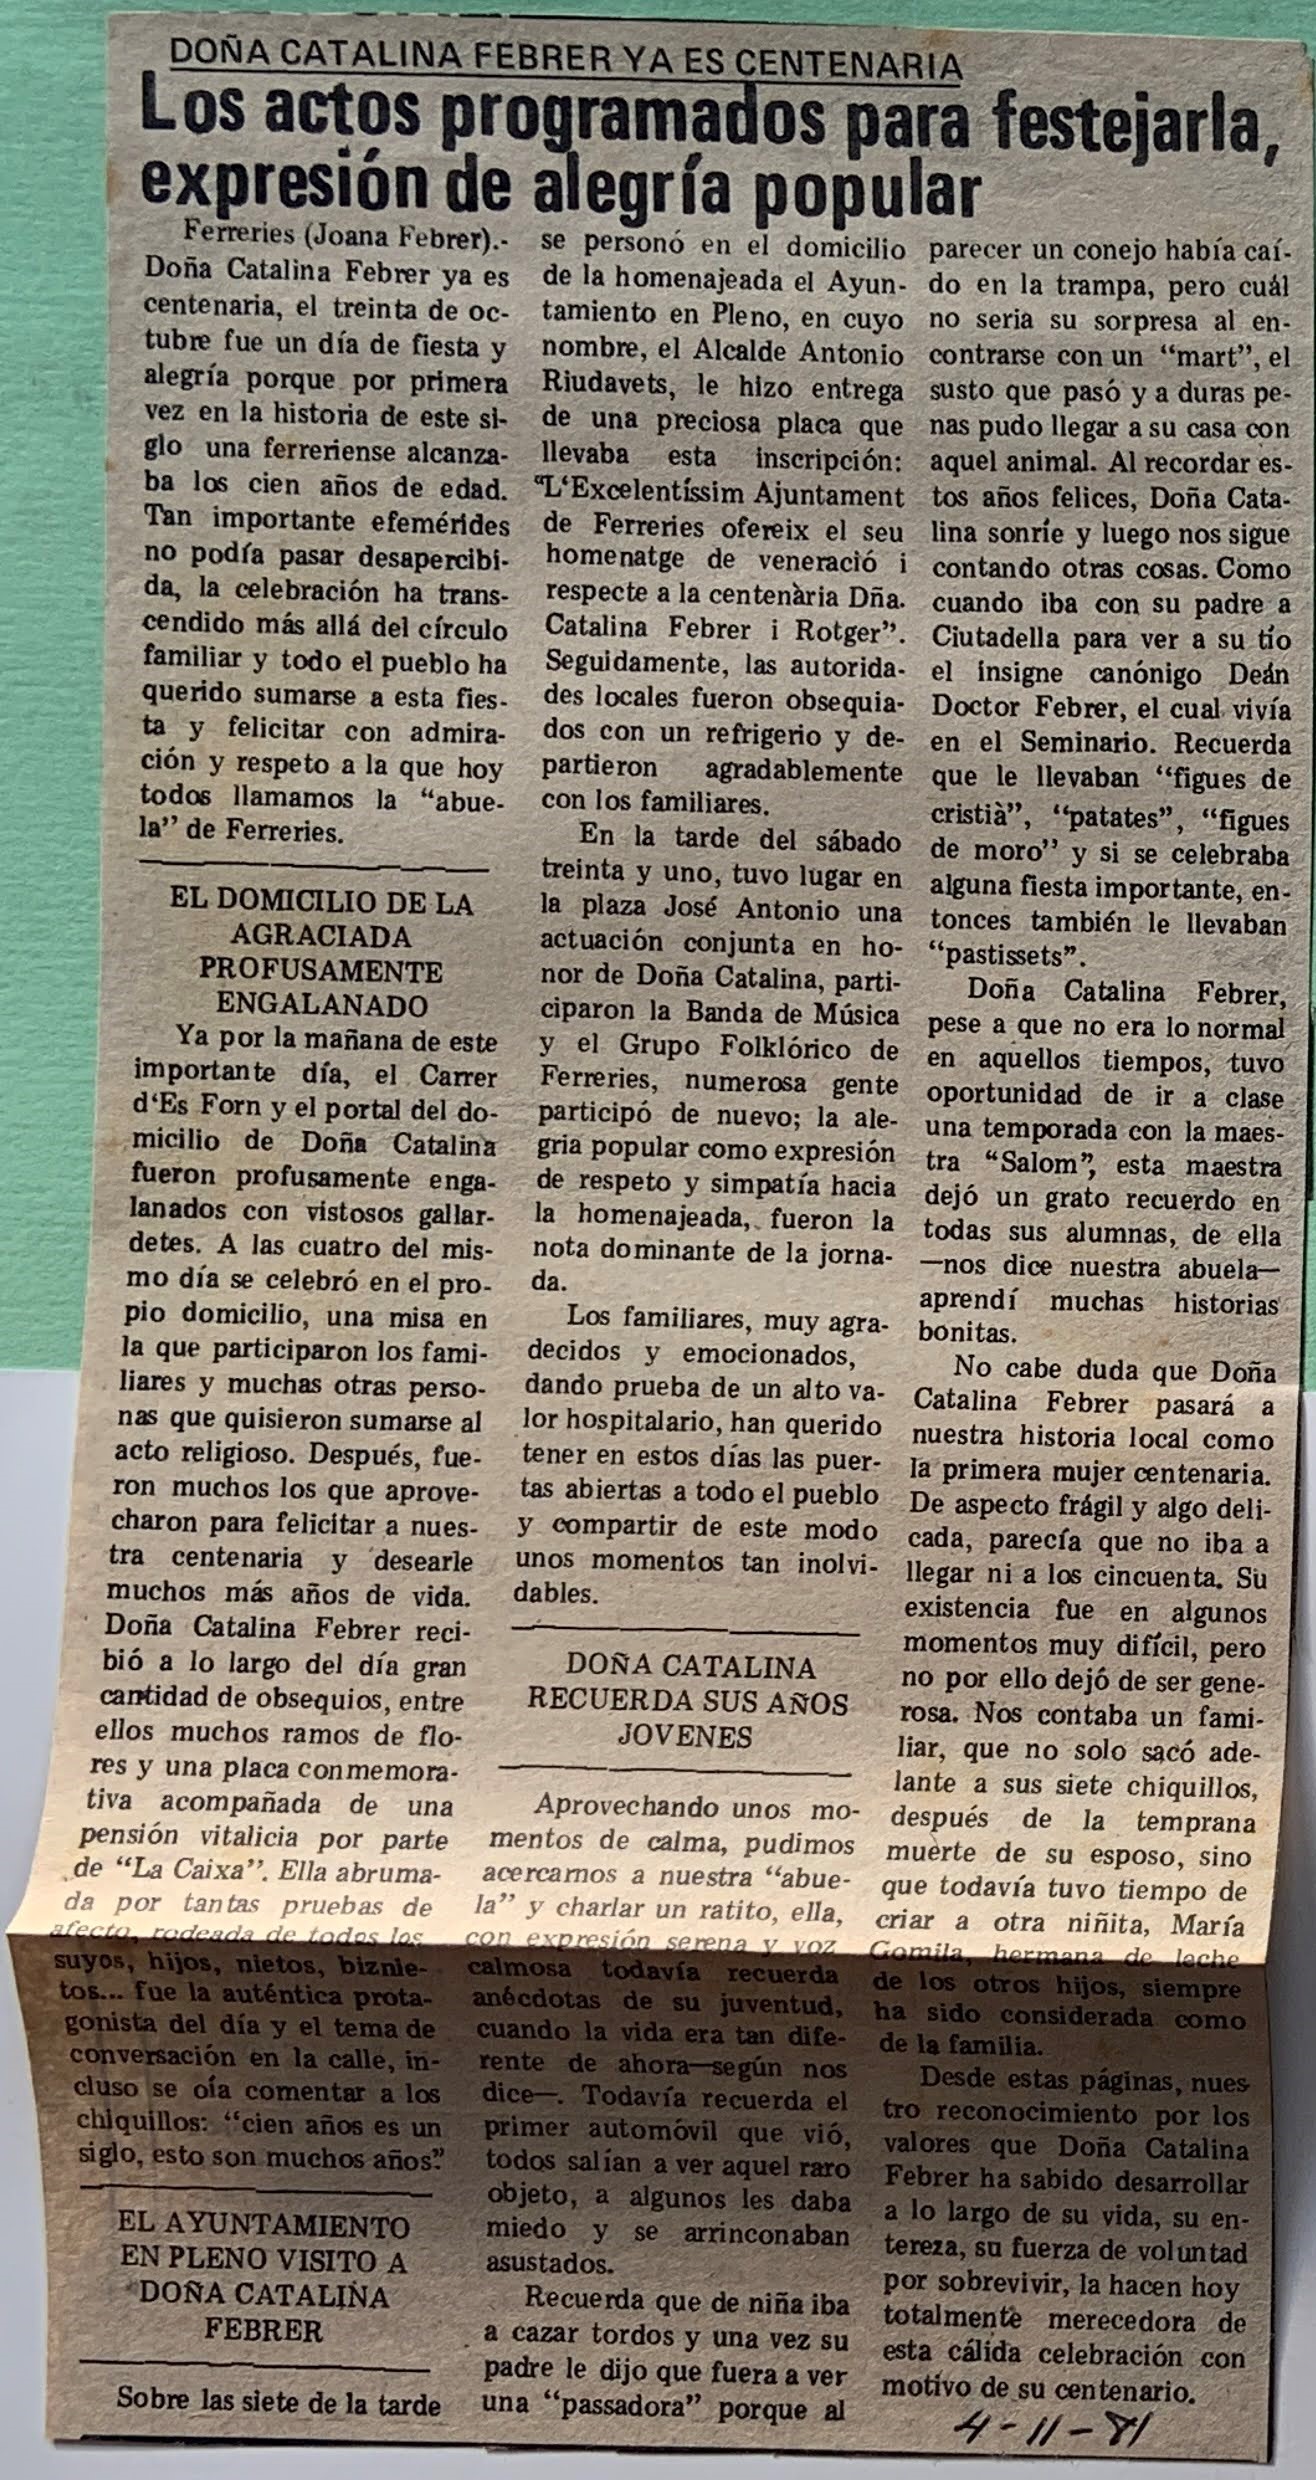 DOÑA CATALINA FEBRER YA ES CENTENARIA
Los actos programados para festejarla,
expresión de alegría popular
Ferreries (Joana Febrer).-
Doña Catalina Febrer ya es
centenaria, el treinta de oc-
tubre fue un día de fiesta y
alegría porque por primera
vez en la historia de este si-
glo una ferreriense alcanza-
ba los cien años de edad.
Tan importante efemérides
no podía pasar desapercibi-
da, la celebración ha trans-
cendido más allá del círculo
familiar y todo el pueblo ha
querido sumarse a esta fies-
ta y felicitar con admira-
ción y respeto a la que hoy
todos llamamos la “abue-
la” de Ferreries.
EL DOMICILIO DE LA
AGRACIADA
PROFUSAMENTE
ENGALANADO
Ya por la mañana de este
importante día, el Carrer
d‘Es Forn y el portal del do-
micilio de Doña Catalina
fueron profusamente enga-
lanados con vistosos gallar-
detes. A las cuatro del mis-
mo día se celebró en el pro-
pio domicilio, una misa en
la que participaron los fami-
liares y muchas otras perso-
nas que quisieron sumarse al
acto religioso. Después, fue-
ron muchos los que aprove-
charon para felicitar a nues-
tra centenaria y desearle
muchos más años de vida.
Doña Catalina Febrer reci-
bió a lo largo del día gran
cantidad de obsequios, entre
ellos muchos ramos de flo-
res y una placa conmemora-
tiva acompañada de una
pensión vitalicia por parte
de “La Caixa”. Ella abruma-
da por tantas pruebas de
afecto, rodeada de todos los
suyos, hijos, nietos, biznie-
tos... fue la auténtica prota-
gonista del día y el tema de
conversación en la calle, in-
cluso se oía comentar a los
chiquillos: “cien años es un
siglo, esto son muchos años”.
EL AYUNTAMIENTO
EN PLENO VISITO A
DOÑA CATALINA
FEBRER
Sobre las siete de la tarde
se personó en el domicilio
de la homenajeada el Ayun-
tamiento en Pleno, en cuyo
nombre, el Alcalde Antonio
Riudavets, le hizo entrega
de una preciosa placa que
llevaba esta inscripción:
“L‘Excelentíssim Ajuntament
de Ferreries ofereix el seu
homenatge de veneració i
respecte a la centenària Dña.
Catalina Febrer i Rotger”.
Seguidamente, las autorida-
des locales fueron obsequia-
dos con un refrigerio y de-
partieron agradablemente
con los familiares.
En la tarde del sábado
treinta y uno, tuvo lugar en
la plaza José Antonio una
actuación conjunta en ho-
nor de Doña Catalina, parti-
ciparon la Banda de Música
y el Grupo Folklórico de
Ferreries, numerosa gente
participó de nuevo; la ale-
gria popular como expresión
de respeto y simpatía hacia
la homenajeada, fueron la
nota dominante de la jorna-
da.
Los familiares, muy agra-
decidos y emocionados,
dando prueba de un alto va-
lor hospitalario, han querido
tener en estos días las puer-
tas abiertas a todo el pueblo
y compartir de este modo
unos momentos tan inolvi-
dables.
DOÑA CATALINA
RECUERDA SUS AÑOS
JOVENES
Aprovechando unos mo-
mentos de calma, pudimos
acercarnos a nuestra “abue-
la” y charlar un ratito, ella,
con expresión serena y voz
calmosa todavía recuerda
anécdotas de su juventud,
cuando la vida era tan dife-
rente de ahora—según nos
dice—. Todavía recuerda el
primer automóvil que vió,
todos salían a ver aquel raro
objeto, a algunos les daba
miedo y se arrinconaban
asustados.
Recuerda que de niña iba
a cazar tordos y una vez su
padre le dijo que fuera a ver
una “passadora” porque al
parecer un conejo había caí-
do en la trampa, pero cuál
no seria su sorpresa al en-
contrarse con un “mart”, el
susto que pasó y a duras pe-
nas pudo llegar a su casa con
aquel animal. Al recordar es-
tos años felices, Doña Cata-
lina sonríe y luego nos sigue
contando otras cosas. Como
cuando iba con su padre a
Ciutadella para ver a su tío
el insigne canónigo Deán
Doctor Febrer, el cual vivía
en el Seminario. Recuerda
que le llevaban “figues de
cristià”, “patates”, “figues
de moro” y si se celebraba
alguna fiesta importante, en-
tonces también le llevaban
“pastissets”.
Doña Catalina Febrer,
pese a que no era lo normal
en aquellos tiempos, tuvo
oportunidad de ir a clase
una temporada con la maes-
tra “Salom”, esta maestra
dejó un grato recuerdo en
todas sus alumnas, de ella
—nos dice nuestra abuela—
aprendí muchas historias
bonitas.
No cabe duda que Doña
Catalina Febrer pasará a
nuestra historia local como
la primera mujer centenaria.
De aspecto frágil y algo deli-
cada, parecía que no iba a
llegar ni a los cincuenta. Su
existencia fue en algunos
momentos muy difícil, pero
no por ello dejó de ser gene-
rosa. Nos contaba un fami-
liar, que no solo sacó ade-
lante a sus siete chiquillos,
después de la temprana
muerte de su esposo, sino
que todavía tuvo tiempo de
criar a otra niñita, María
Gomila, hermana de leche
de los otros hijos, siempre
ha sido considerada como
de la familia.
Desde estas páginas, nues
tro reconocimiento por los
valores que Doña Catalina
Febrer ha sabido desarrollar
a lo largo de su vida, su en-
tereza, su fuerza de voluntad
por sobrevivir, la hacen hoy
totalmente merecedora de
esta cálida celebración con
motivo de su centenario.
4-11-81